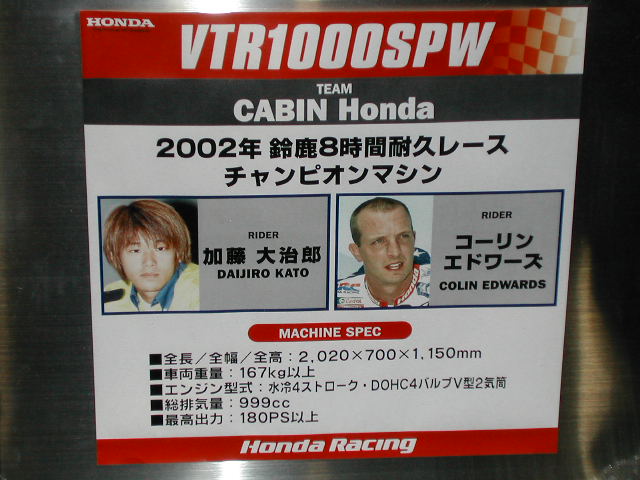 HONDA
VTR1000SPW
TEAM
CABIN Honda
2002年 鈴鹿8時間耐久レース
チャンピオンマシン
RIDER
加藤 大治郎
DAIJIRO KATO
RIDER
コーリン
エドワーズ
COLIN EDWARDS
MACHINE SPEC
■全長／全幅／全高：2,020×700×1,150mm
■車両重量：167kg以上
■エンジン型式：水冷4ストローク・DOHC4バルブV型2気筒
■総排気量：999cc
■最高出力：180PS以上
Honda Racing